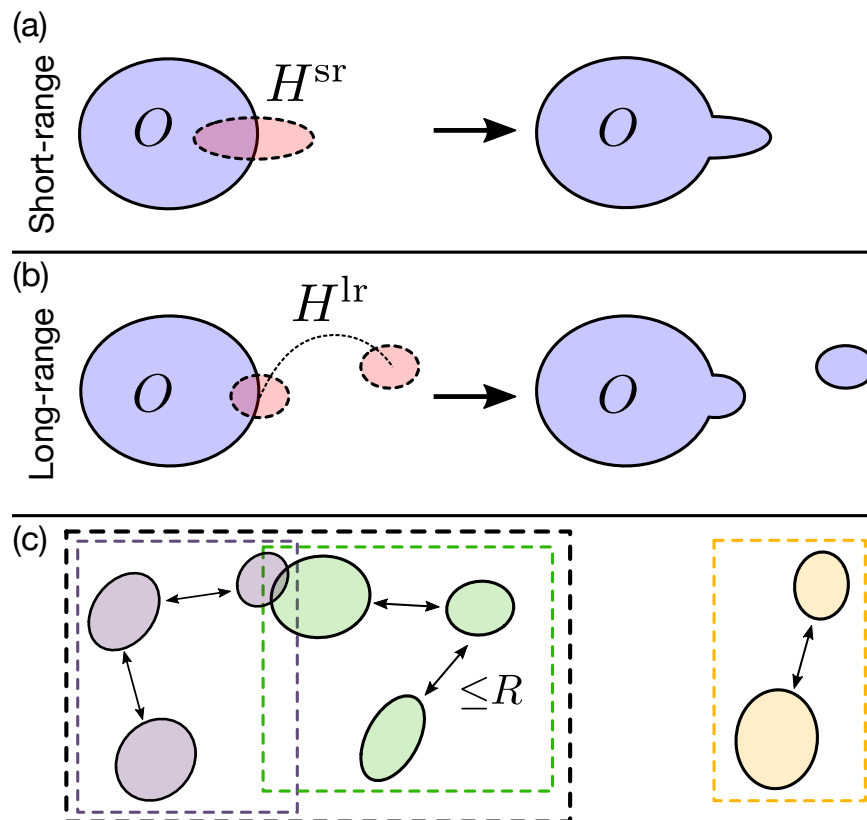 (a)
Short-range
O
H^sr
O
(b)
Long-range
O
H^lr
O
(c)
≤R